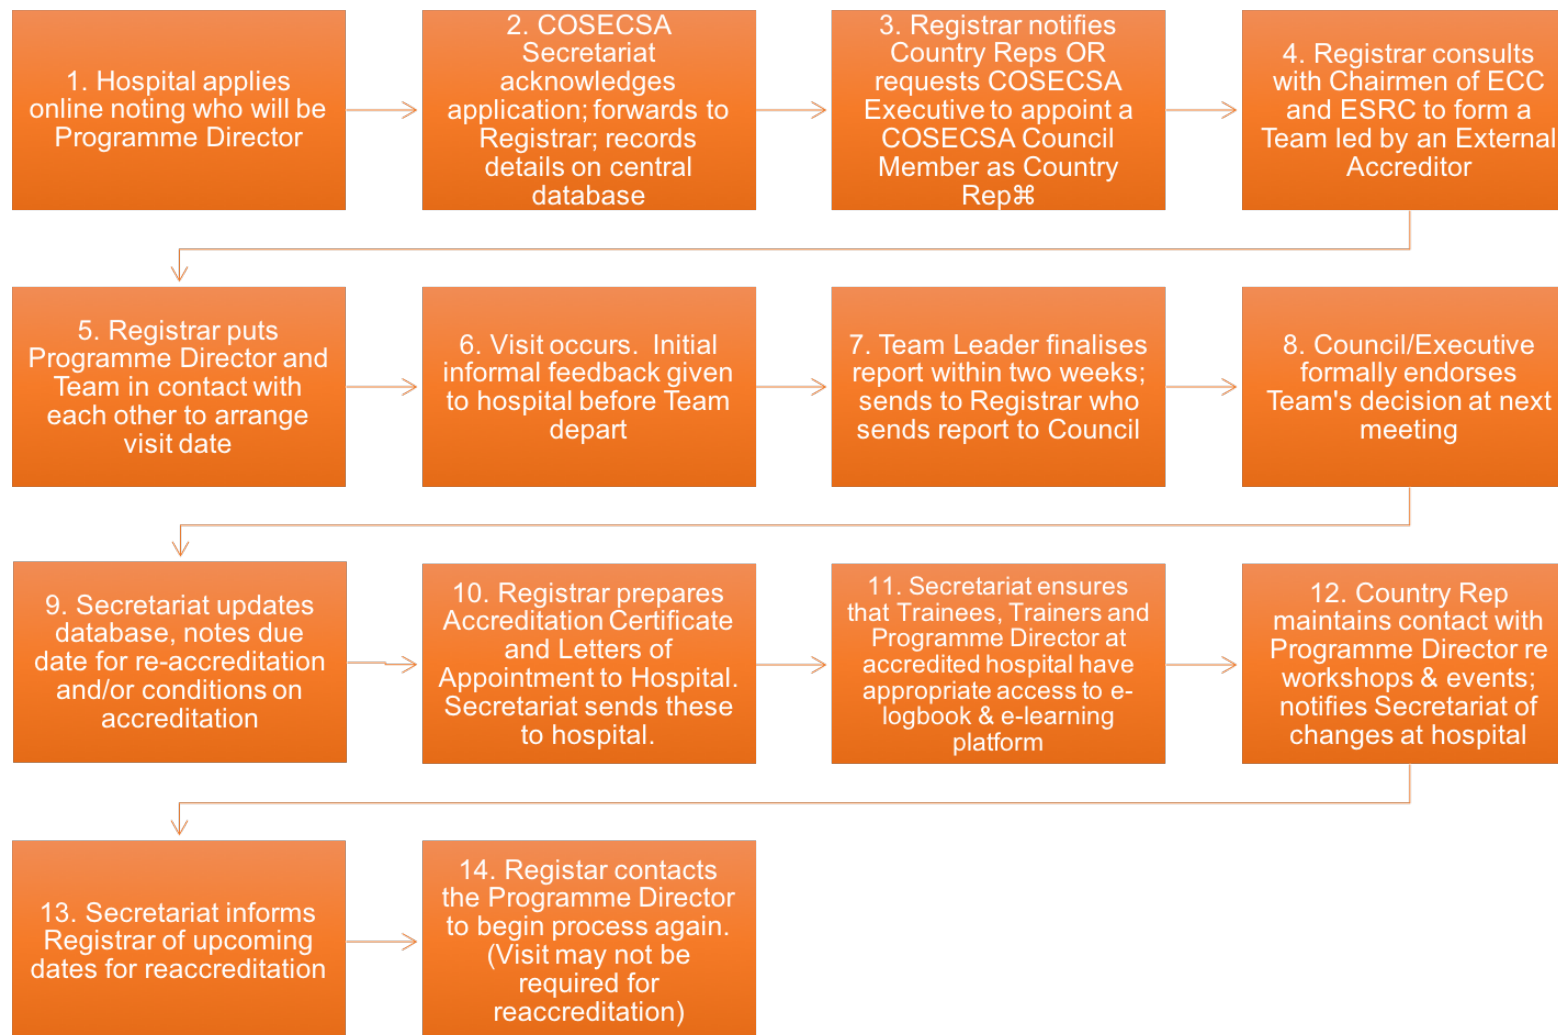 1. Hospital applies
online noting who will be
Programme Director
2. COSECSA
Secretariat
acknowledges
application; forwards to
Registrar; records
details on central
database
3. Registrar notifies
Country Reps OR
requests COSECSA
Executive to appoint a
COSECSA Council
Member as Country
Rep⌘
4. Registrar consults
with Chairmen of ECC
and ESRC to form a
Team led by an External
Accreditor
5. Registrar puts
Programme Director and
Team in contact with
each other to arrange
visit date
6. Visit occurs.  Initial
informal feedback given
to hospital before Team
depart
7. Team Leader finalises
report within two weeks;
sends to Registrar who
sends report to Council
8. Council/Executive
formally endorses
Team's decision at next
meeting
9. Secretariat updates
database, notes due
date for re-accreditation
and/or conditions on
accreditation
10. Registrar prepares
Accreditation Certificate
and Letters of
Appointment to Hospital.
Secretariat sends these
to hospital.
11. Secretariat ensures
that Trainees, Trainers and
Programme Director at
accredited hospital have
appropriate access to e-
logbook & e-learning
platform
12. Country Rep
maintains contact with
Programme Director re
workshops & events;
notifies Secretariat of
changes at hospital
13. Secretariat informs
Registrar of upcoming
dates for reaccreditation
14. Registar contacts
the Programme Director
to begin process again.
(Visit may not be
required for
reaccreditation)